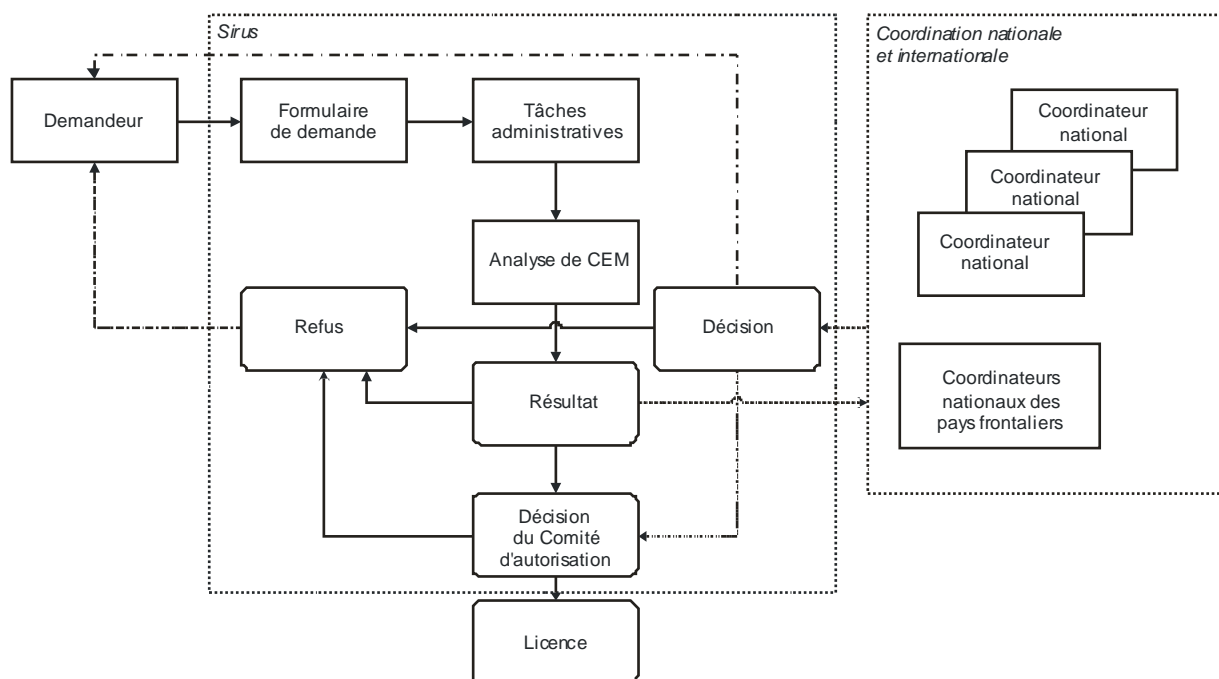 Sirus
Coordination nationale
et internationale
Demandeur
Formulaire
de demande
Tâches
administratives
Coordinateur
national
Coordinateur
national
Coordinateur
national
Analyse de CEM
Refus
Décision
Résultat
Coordinateurs
nationaux des
pays frontaliers
Décision
du Comité
d'autorisation
Licence